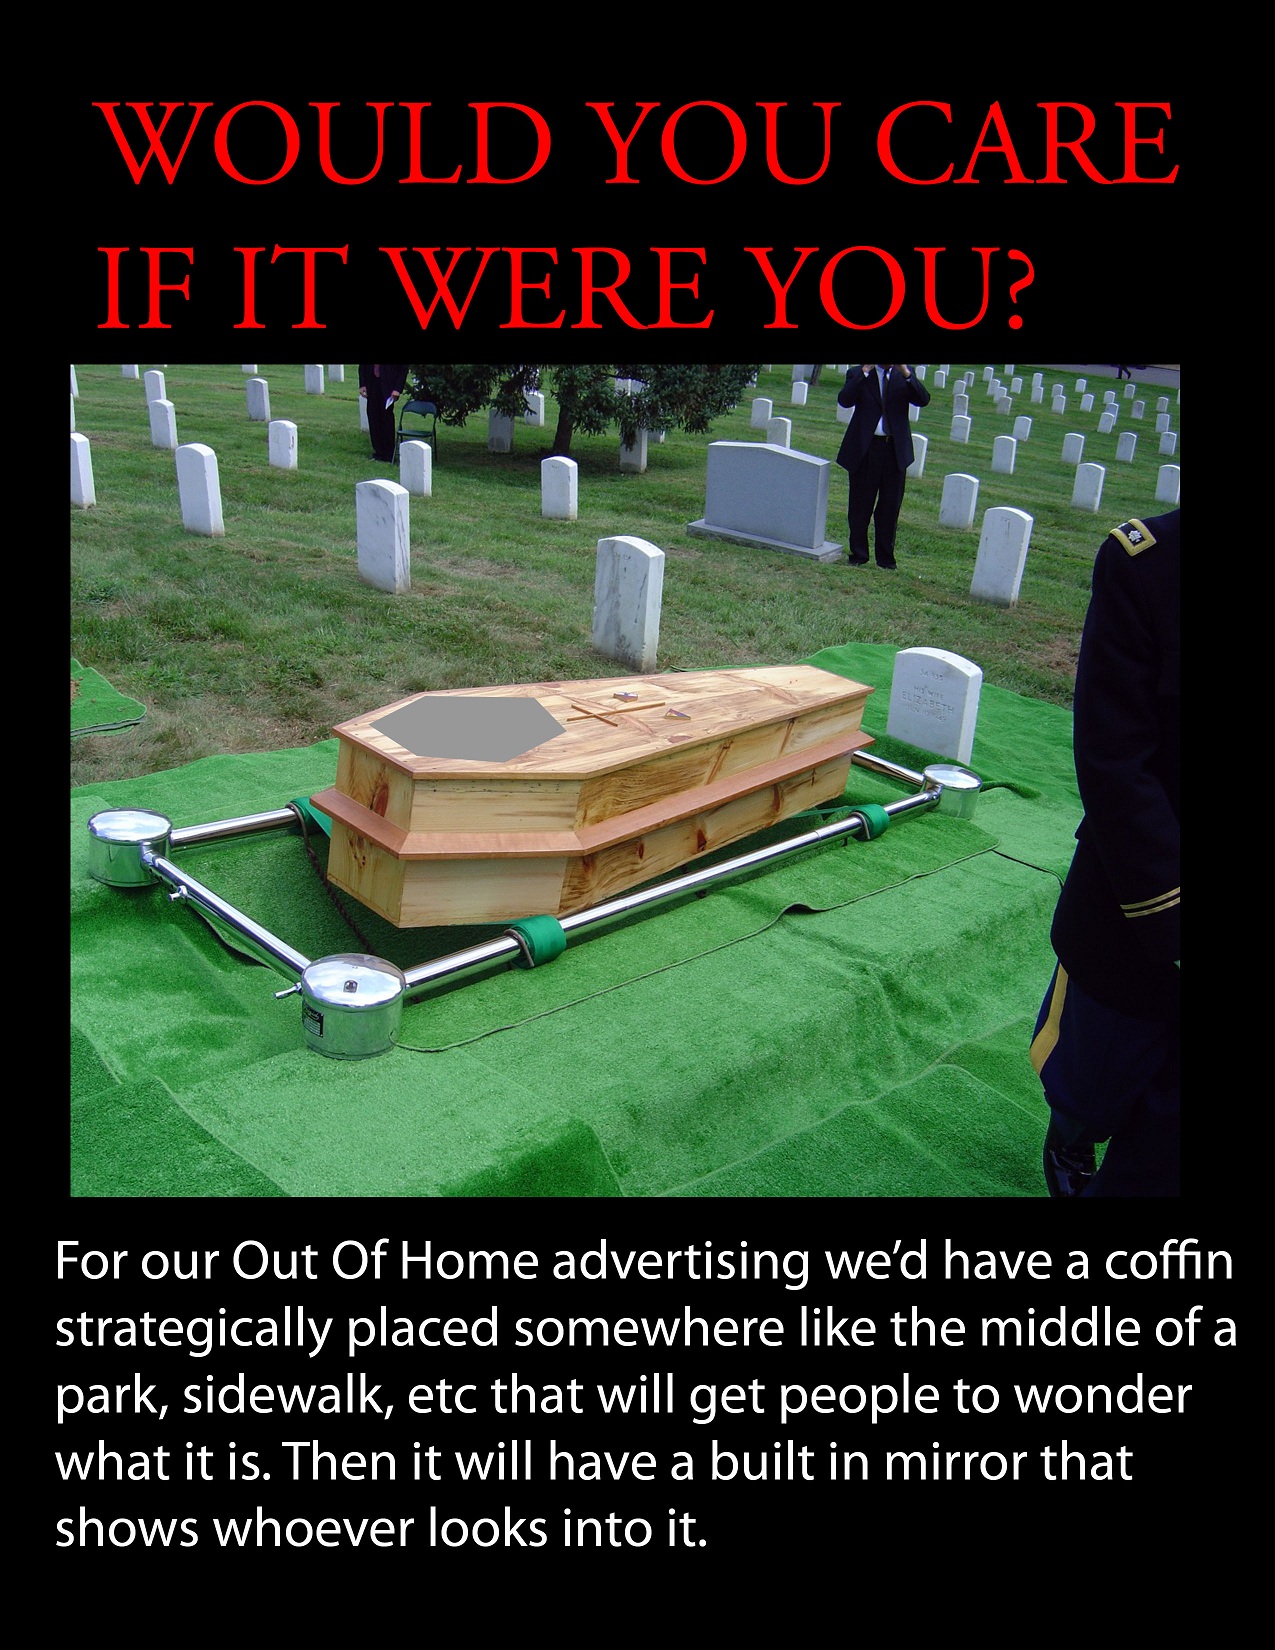 WOULD YOU CARE
IF IT WERE YOU?
ELIZABETH
For our Out Of Home advertising we’d have a coffin
strategically placed somewhere like the middle of a
park, sidewalk, etc that will get people to wonder
what it is. Then it will have a built in mirror that
shows whoever looks into it.